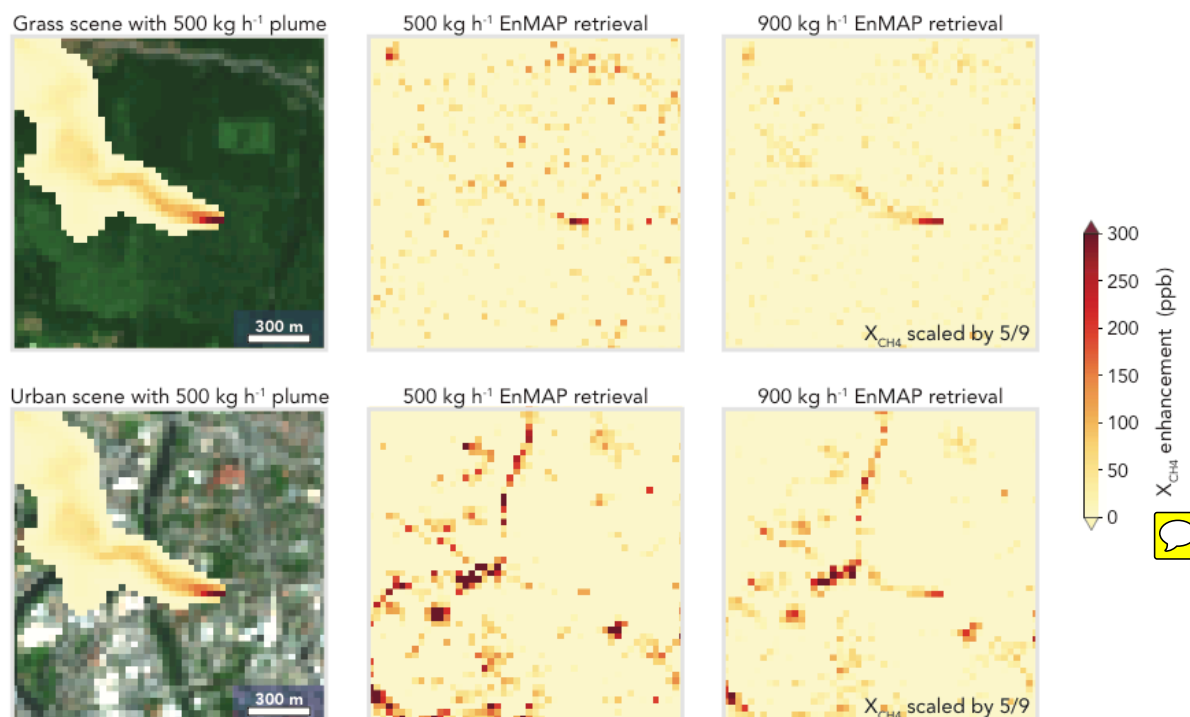 Grass scene with 500 kg h⁻¹ plume
500 kg h⁻¹ EnMAP retrieval
900 kg h⁻¹ EnMAP retrieval
300 m
X_CH4 scaled by 5/9
Urban scene with 500 kg h⁻¹ plume
500 kg h⁻¹ EnMAP retrieval
900 kg h⁻¹ EnMAP retrieval
300 m
X_CH4 scaled by 5/9
300
250
200
150
100
50
0
X_CH4 enhancement (ppb)